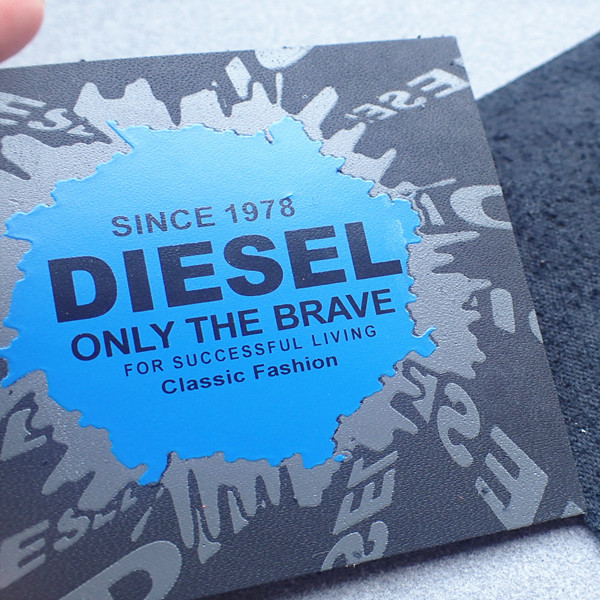 SINCE 1978
DIESEL
ONLY THE BRAVE
FOR SUCCESSFUL LIVING
Classic Fashion